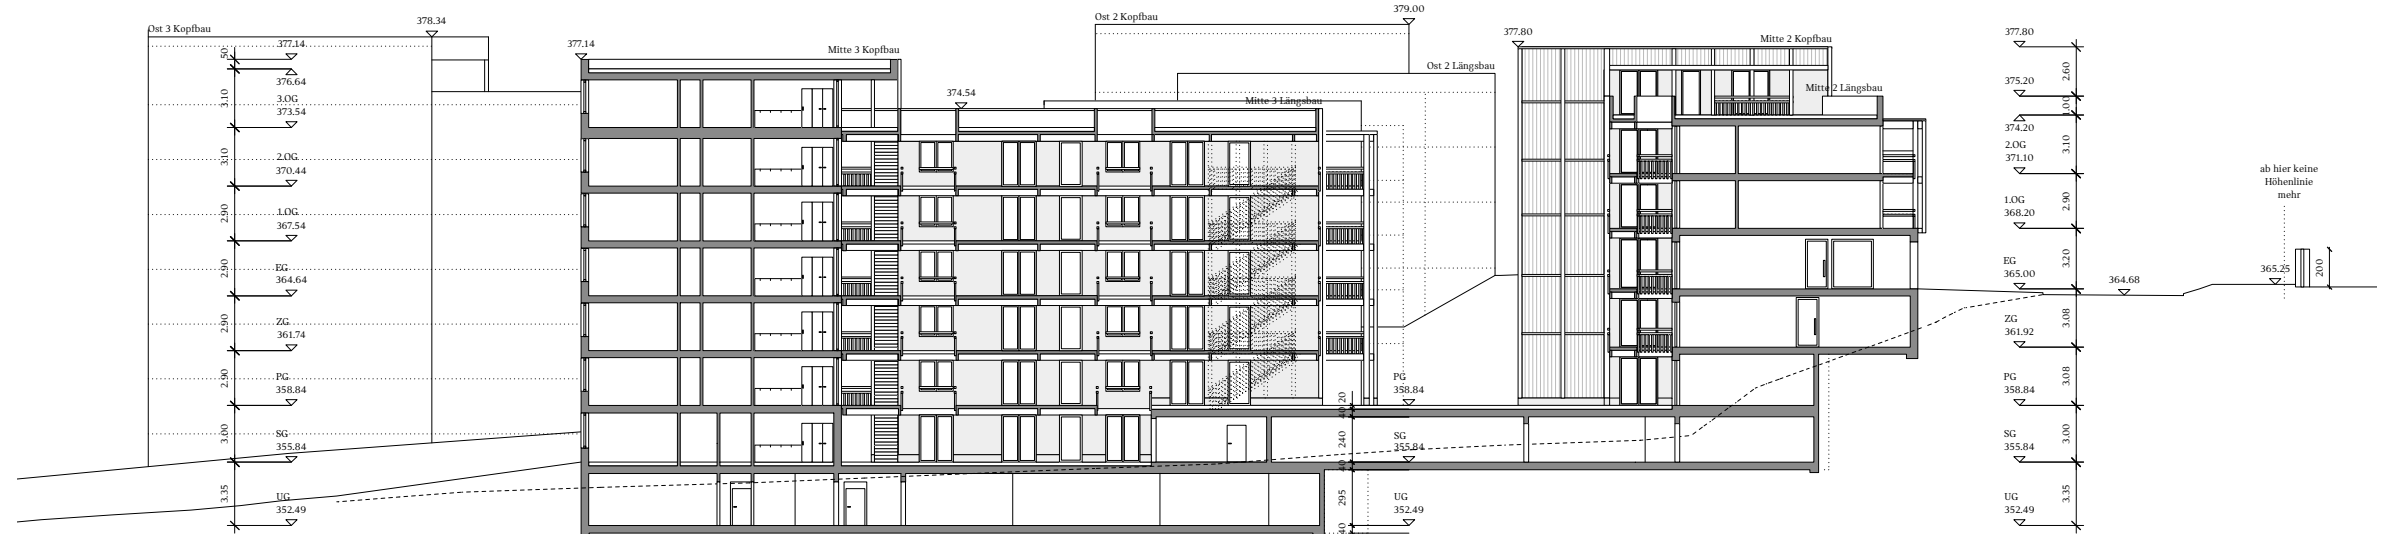 Ost 3 Kopfbau
378.34
377.14
50
376.64
3.OG
373.54
3.10
2.OG
370.44
3.10
1.OG
367.54
2.90
EG
364.64
2.90
ZG
361.74
2.90
PG
358.84
2.90
SG
355.84
3.00
UG
352.49
3.35
377.14
Mitte 3 Kopfbau
374.54
Ost 2 Kopfbau
379.00
Ost 2 Längsbau
Mitte 3 Längsbau
377.80
Mitte 2 Kopfbau
Mitte 2 Längsbau
PG
358.84
20
40
240
SG
355.84
40
295
UG
352.49
40
377.80
2.60
375.20
1.00
374.20
2.OG
371.10
3.10
1.OG
368.20
2.90
EG
365.00
3.20
ZG
361.92
3.08
PG
358.84
3.08
SG
355.84
3.00
UG
352.49
3.35
364.68
ab hier keine
Höhenlinie
mehr
365.25
200